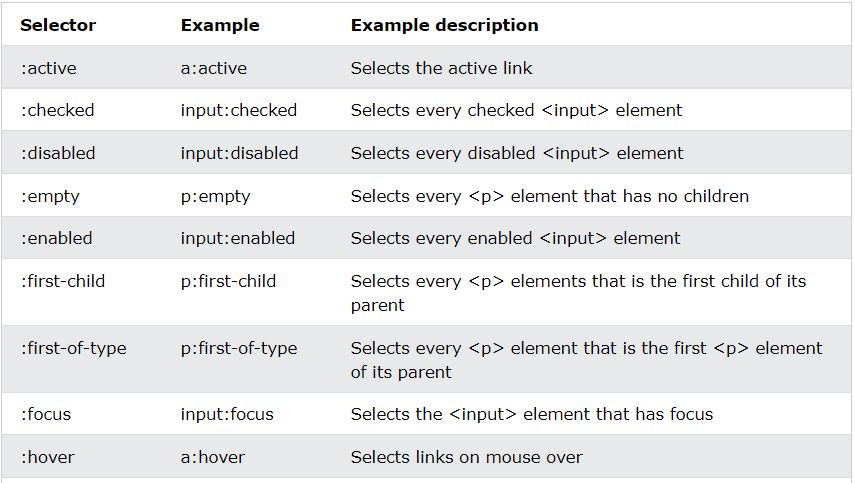 Selector Example Example description
:active a:active Selects the active link
:checked input:checked Selects every checked <input> element
:disabled input:disabled Selects every disabled <input> element
:empty p:empty Selects every <p> element that has no children
:enabled input:enabled Selects every enabled <input> element
:first-child p:first-child Selects every <p> elements that is the first child of its
parent
:first-of-type p:first-of-type Selects every <p> element that is the first <p> element
of its parent
:focus input:focus Selects the <input> element that has focus
:hover a:hover Selects links on mouse over